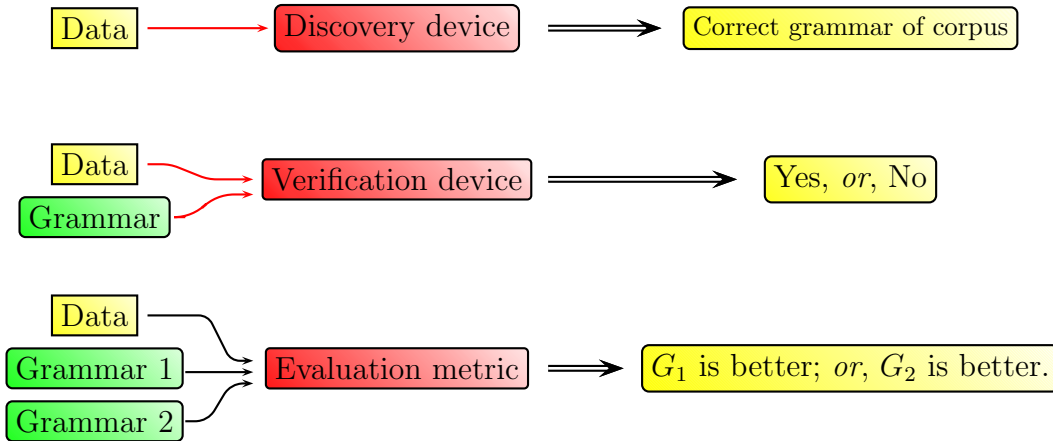 Data
Discovery device
Correct grammar of corpus
Data
Grammar
Verification device
Yes, or, No
Data
Grammar 1
Grammar 2
Evaluation metric
G₁ is better; or, G₂ is better.